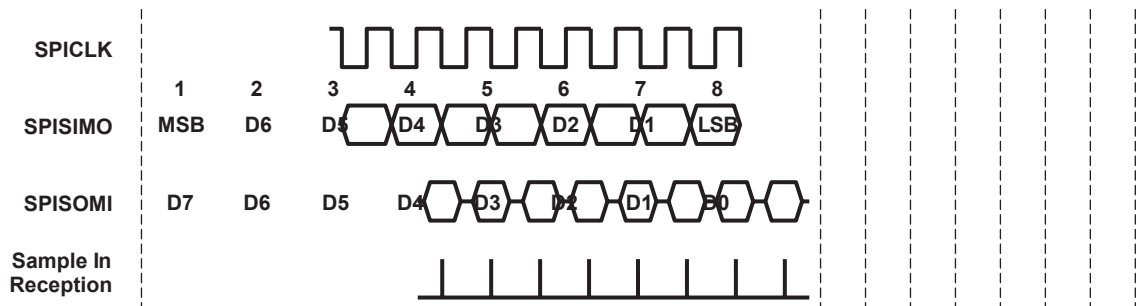 SPICLK
1 2 3 4 5 6 7 8
SPISIMO MSB D6 D5 D4 D3 D2 D1 LSB
SPISOMI D7 D6 D5 D4 D3 D2 D1 D0
Sample In
Reception